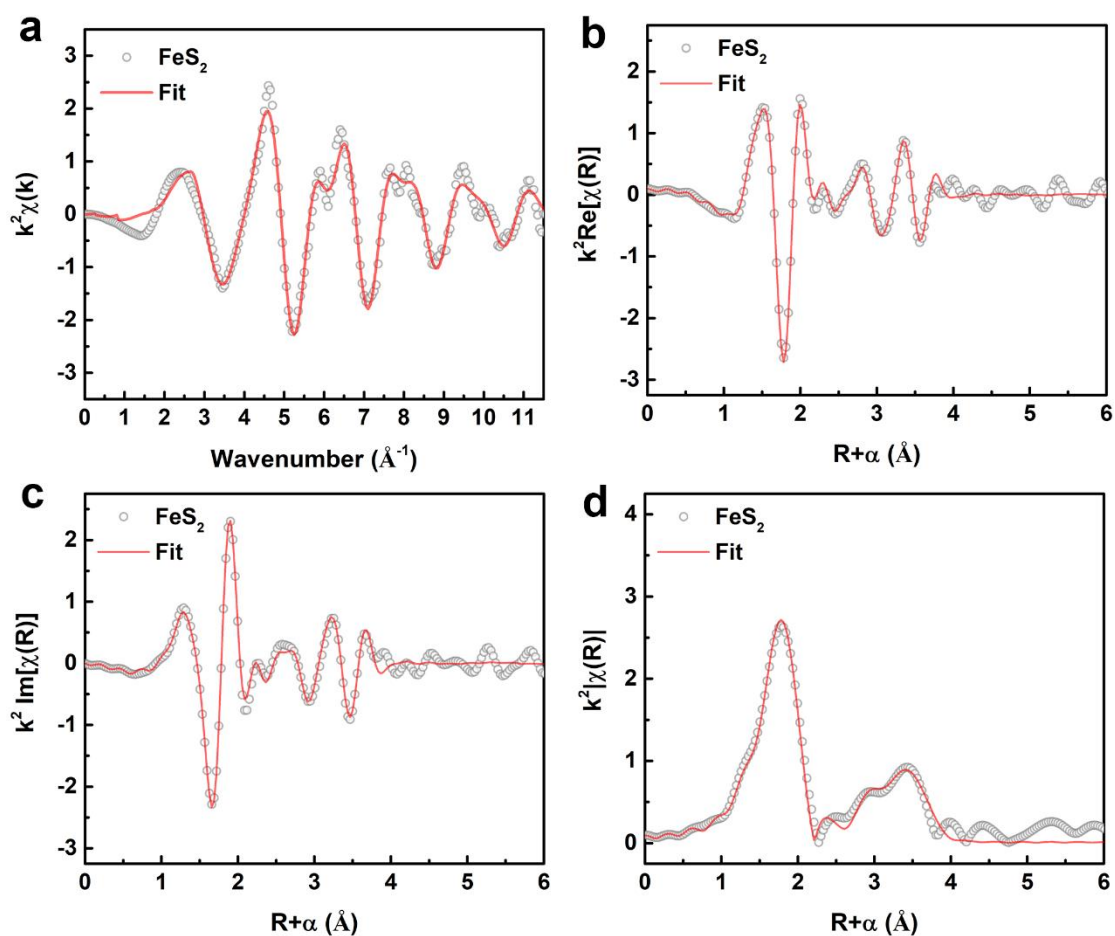 a
FeS₂
Fit
3
2
1
0
-1
-2
-3
0 1 2 3 4 5 6 7 8 9 10 11
Wavenumber (Å⁻¹)
k²χ(k)
b
FeS₂
Fit
2
1
0
-1
-2
-3
0 1 2 3 4 5 6
R+α (Å)
k²Re[χ(R)]
c
FeS₂
Fit
2
1
0
-1
-2
-3
0 1 2 3 4 5 6
R+α (Å)
k² Im[χ(R)]
d
FeS₂
Fit
4
3
2
1
0
0 1 2 3 4 5 6
R+α (Å)
k²|χ(R)|